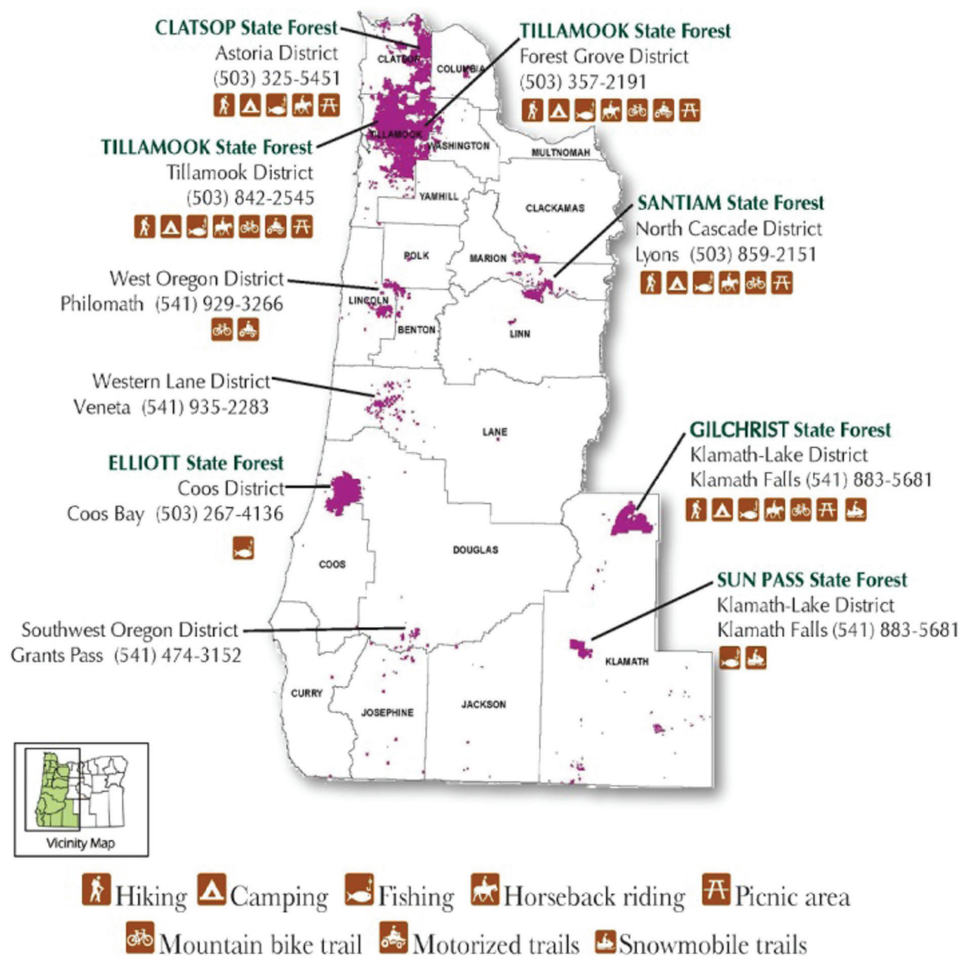 CLATSOP State Forest
Astoria District
(503) 325-5451
TILLAMOOK State Forest
Forest Grove District
(503) 357-2191
TILLAMOOK State Forest
Tillamook District
(503) 842-2545
SANTIAM State Forest
North Cascade District
Lyons (503) 859-2151
West Oregon District
Philomath (541) 929-3266
Western Lane District
Veneta (541) 935-2283
ELLIOTT State Forest
Coos District
Coos Bay (503) 267-4136
GILCHRIST State Forest
Klamath-Lake District
Klamath Falls (541) 883-5681
SUN PASS State Forest
Klamath-Lake District
Klamath Falls (541) 883-5681
Southwest Oregon District
Grants Pass (541) 474-3152
CLATSOP
COLUMBIA
TILLAMOOK
WASHINGTON
MULTNOMAH
YAMHILL
CLACKAMAS
POLK
MARION
LINCOLN
BENTON
LINN
LANE
DOUGLAS
COOS
CURRY
JOSEPHINE
JACKSON
KLAMATH
Vicinity Map
Hiking Camping Fishing Horseback riding Picnic area
Mountain bike trail Motorized trails Snowmobile trails